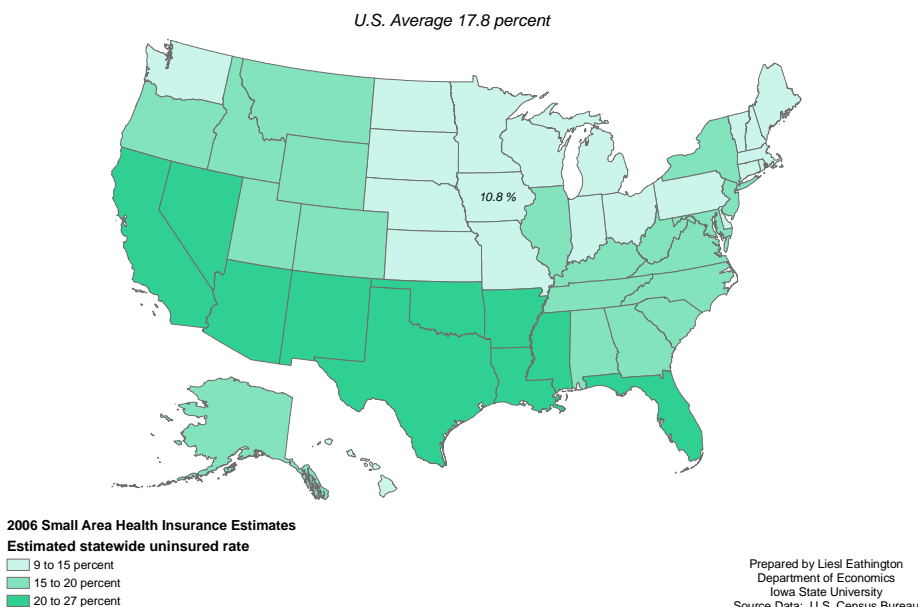 U.S. Average 17.8 percent
10.8 %
2006 Small Area Health Insurance Estimates
Estimated statewide uninsured rate
9 to 15 percent
15 to 20 percent
20 to 27 percent
Prepared by Liesl Eathington
Department of Economics
Iowa State University
Source Data: U.S. Census Bureau